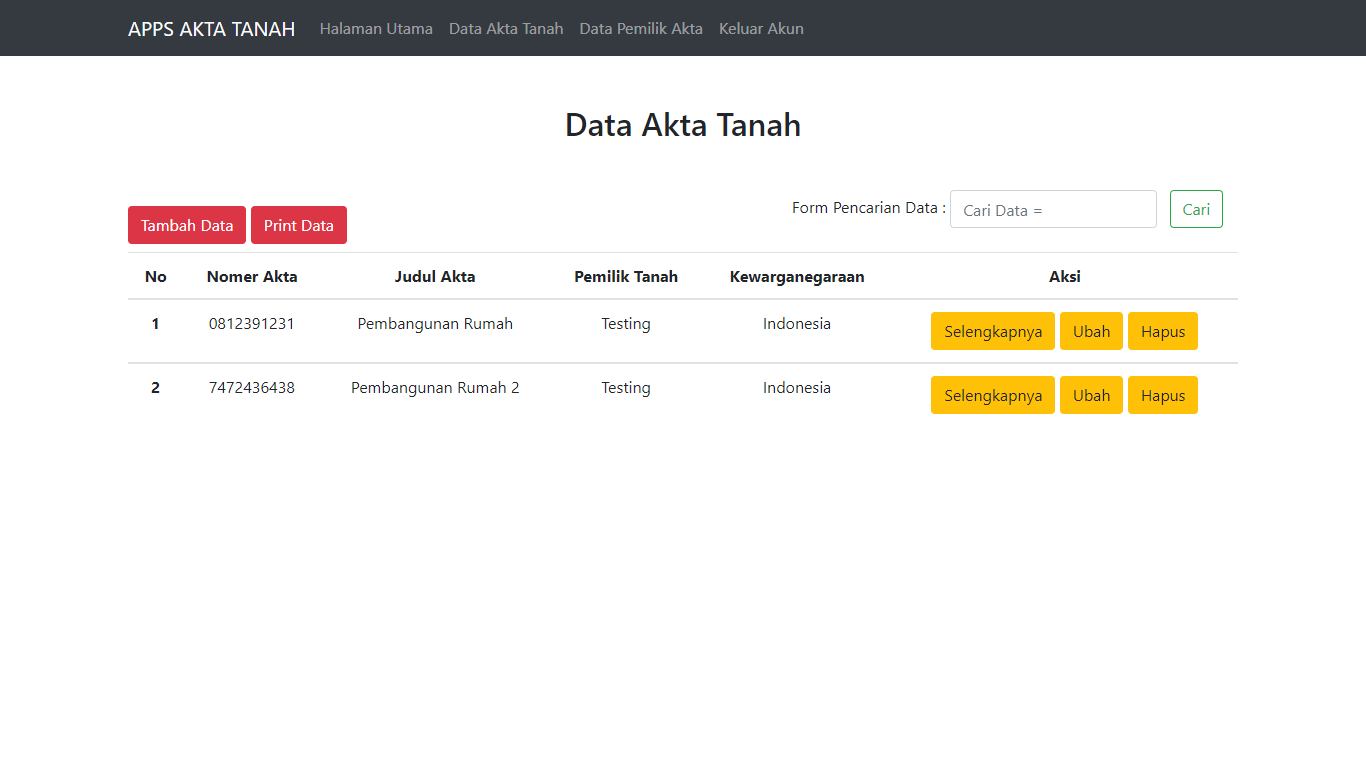 APPS AKTA TANAH Halaman Utama Data Akta Tanah Data Pemilik Akta Keluar Akun
Data Akta Tanah
Form Pencarian Data : Cari Data = Cari
Tambah Data Print Data
No Nomer Akta Judul Akta Pemilik Tanah Kewarganegaraan Aksi
1 0812391231 Pembangunan Rumah Testing Indonesia Selengkapnya Ubah Hapus
2 7472436438 Pembangunan Rumah 2 Testing Indonesia Selengkapnya Ubah Hapus